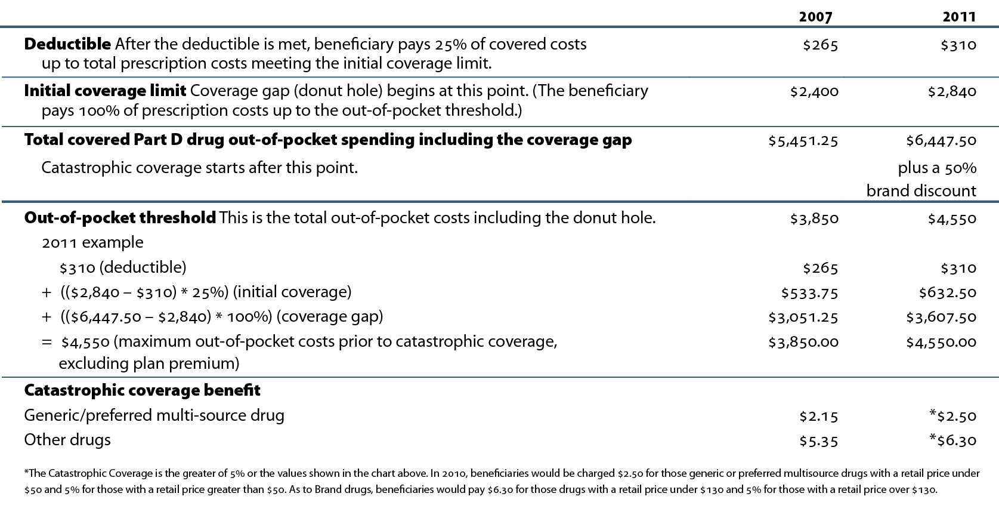 2007 2011
Deductible After the deductible is met, beneficiary pays 25% of covered costs $265 $310
up to total prescription costs meeting the initial coverage limit.
Initial coverage limit Coverage gap (donut hole) begins at this point. (The beneficiary $2,400 $2,840
pays 100% of prescription costs up to the out-of-pocket threshold.)
Total covered Part D drug out-of-pocket spending including the coverage gap $5,451.25 $6,447.50
Catastrophic coverage starts after this point. plus a 50%
brand discount
Out-of-pocket threshold This is the total out-of-pocket costs including the donut hole. $3,850 $4,550
2011 example
$310 (deductible) $265 $310
+ (($2,840 – $310) * 25%) (initial coverage) $533.75 $632.50
+ (($6,447.50 – $2,840) * 100%) (coverage gap) $3,051.25 $3,607.50
= $4,550 (maximum out-of-pocket costs prior to catastrophic coverage, $3,850.00 $4,550.00
excluding plan premium)
Catastrophic coverage benefit
Generic/preferred multi-source drug $2.15 *$2.50
Other drugs $5.35 *$6.30
*The Catastrophic Coverage is the greater of 5% or the values shown in the chart above. In 2010, beneficiaries would be charged $2.50 for those generic or preferred multisource drugs with a retail price under
$50 and 5% for those with a retail price greater than $50. As to Brand drugs, beneficiaries would pay $6.30 for those drugs with a retail price under $130 and 5% for those with a retail price over $130.